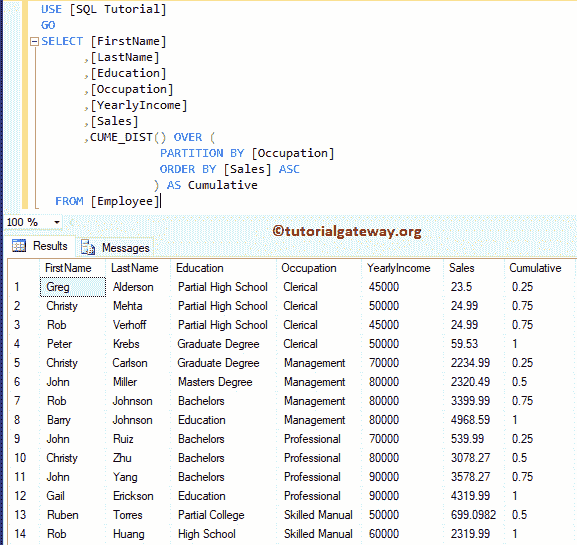 USE [SQL Tutorial]
GO
SELECT [FirstName]
,[LastName]
,[Education]
,[Occupation]
,[YearlyIncome]
,[Sales]
,CUME_DIST() OVER (
PARTITION BY [Occupation]
ORDER BY [Sales] ASC
) AS Cumulative
FROM [Employee]
100 %
©tutorialgateway.org
Results Messages
FirstName LastName Education Occupation YearlyIncome Sales Cumulative
1 Greg Alderson Partial High School Clerical 45000 23.5 0.25
2 Christy Mehta Partial High School Clerical 50000 24.99 0.75
3 Rob Verhoff Partial High School Clerical 45000 24.99 0.75
4 Peter Krebs Graduate Degree Clerical 50000 59.53 1
5 Christy Carlson Graduate Degree Management 70000 2234.99 0.25
6 John Miller Masters Degree Management 80000 2320.49 0.5
7 Rob Johnson Bachelors Management 80000 3399.99 0.75
8 Barry Johnson Education Management 80000 4968.59 1
9 John Ruiz Bachelors Professional 70000 539.99 0.25
10 Christy Zhu Bachelors Professional 80000 3078.27 0.5
11 John Yang Bachelors Professional 90000 3578.27 0.75
12 Gail Erickson Education Professional 90000 4319.99 1
13 Ruben Torres Partial College Skilled Manual 50000 699.0982 0.5
14 Rob Huang High School Skilled Manual 60000 2319.99 1